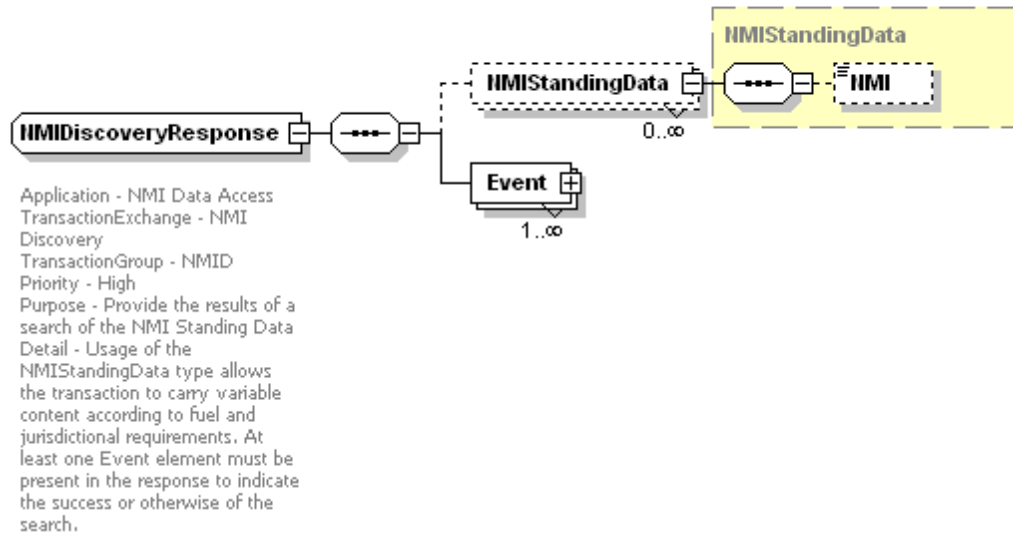 NMIStandingData
NMIStandingData
NMI
0..∞
NMIDiscoveryResponse
Event
1..∞
Application - NMI Data Access
TransactionExchange - NMI
Discovery
TransactionGroup - NMID
Priority - High
Purpose - Provide the results of a
search of the NMI Standing Data
Detail - Usage of the
NMIStandingData type allows
the transaction to carry variable
content according to fuel and
jurisdictional requirements. At
least one Event element must be
present in the response to indicate
the success or otherwise of the
search.